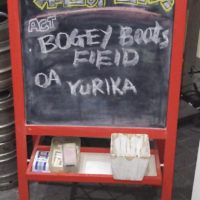 ACT
BOGEY Boots
FIEID
OA YURIKA